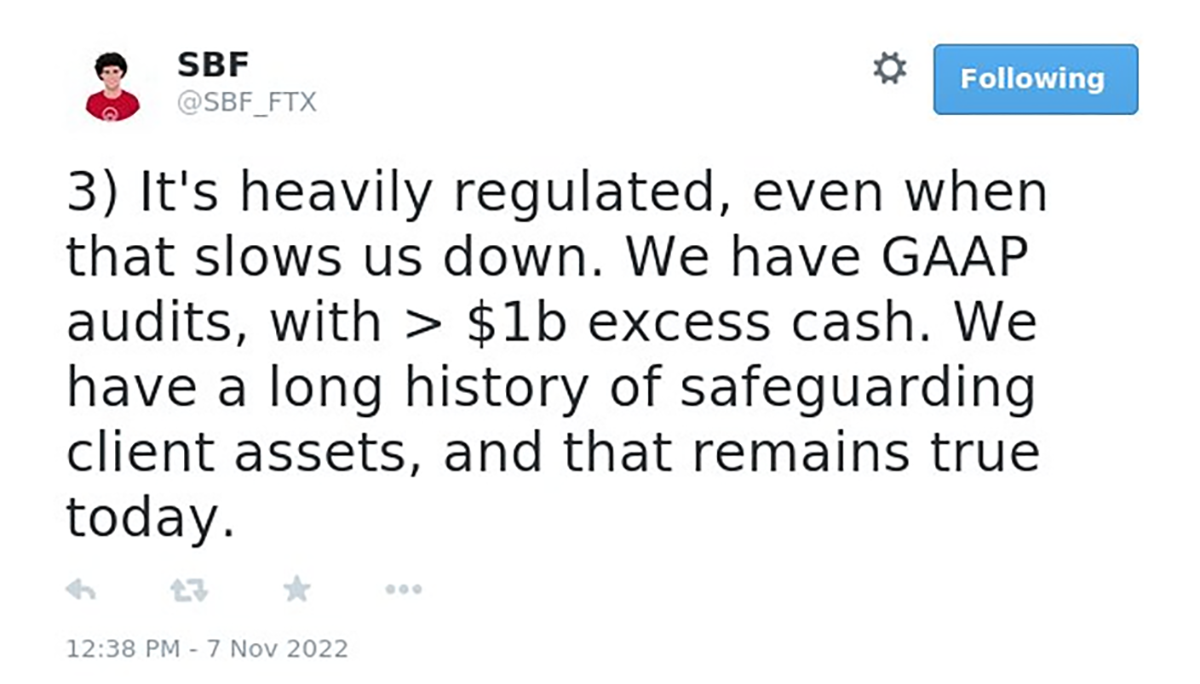 SBF
@SBF_FTX
Following
3) It's heavily regulated, even when
that slows us down. We have GAAP
audits, with > $1b excess cash. We
have a long history of safeguarding
client assets, and that remains true
today.
12:38 PM - 7 Nov 2022